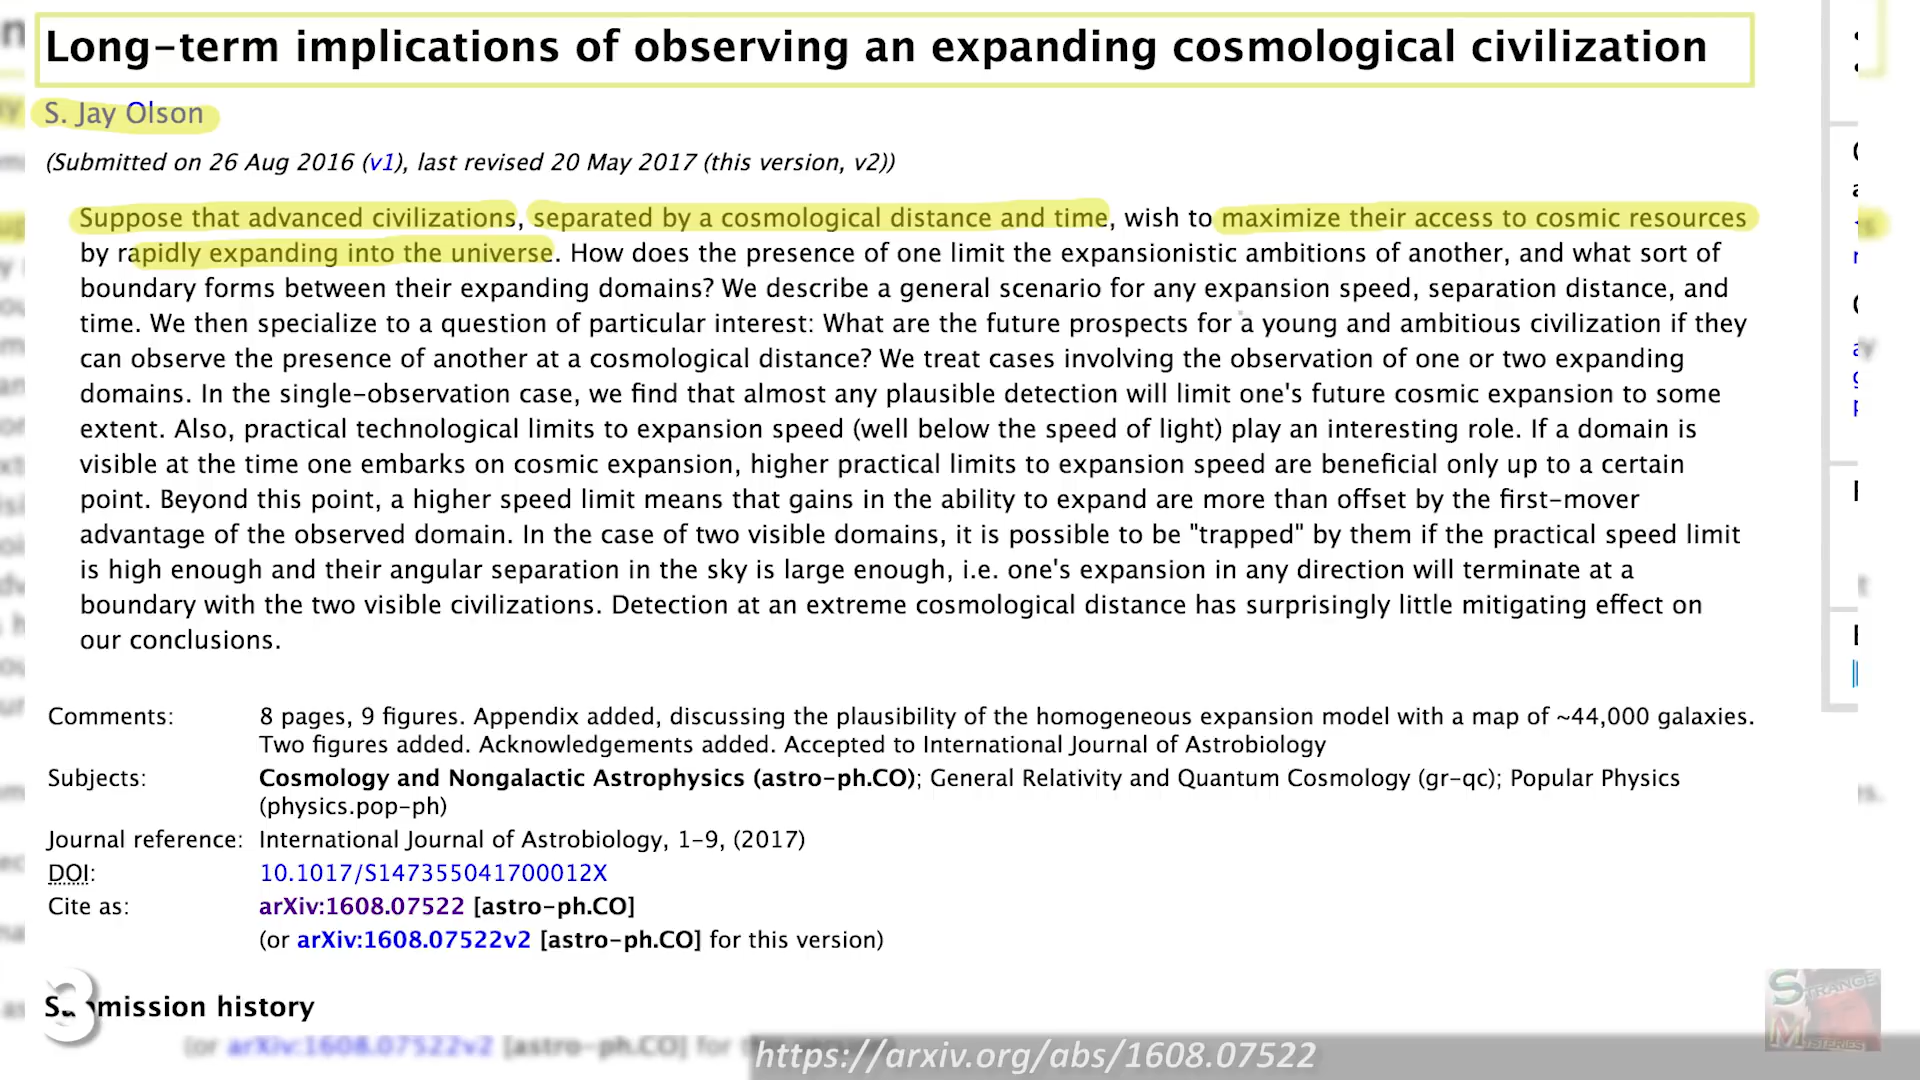 Long-term implications of observing an expanding cosmological civilization
S. Jay Olson
(Submitted on 26 Aug 2016 (v1), last revised 20 May 2017 (this version, v2))
Suppose that advanced civilizations, separated by a cosmological distance and time, wish to maximize their access to cosmic resources
by rapidly expanding into the universe. How does the presence of one limit the expansionistic ambitions of another, and what sort of
boundary forms between their expanding domains? We describe a general scenario for any expansion speed, separation distance, and
time. We then specialize to a question of particular interest: What are the future prospects for a young and ambitious civilization if they
can observe the presence of another at a cosmological distance? We treat cases involving the observation of one or two expanding
domains. In the single-observation case, we find that almost any plausible detection will limit one's future cosmic expansion to some
extent. Also, practical technological limits to expansion speed (well below the speed of light) play an interesting role. If a domain is
visible at the time one embarks on cosmic expansion, higher practical limits to expansion speed are beneficial only up to a certain
point. Beyond this point, a higher speed limit means that gains in the ability to expand are more than offset by the first-mover
advantage of the observed domain. In the case of two visible domains, it is possible to be "trapped" by them if the practical speed limit
is high enough and their angular separation in the sky is large enough, i.e. one's expansion in any direction will terminate at a
boundary with the two visible civilizations. Detection at an extreme cosmological distance has surprisingly little mitigating effect on
our conclusions.
Comments: 8 pages, 9 figures. Appendix added, discussing the plausibility of the homogeneous expansion model with a map of ~44,000 galaxies.
Two figures added. Acknowledgements added. Accepted to International Journal of Astrobiology
Subjects: Cosmology and Nongalactic Astrophysics (astro-ph.CO); General Relativity and Quantum Cosmology (gr-qc); Popular Physics
(physics.pop-ph)
Journal reference: International Journal of Astrobiology, 1-9, (2017)
DOI: 10.1017/S147355041700012X
Cite as: arXiv:1608.07522 [astro-ph.CO]
(or arXiv:1608.07522v2 [astro-ph.CO] for this version)
3
Submission history
(or arXiv:1608.07522v2 [astro-ph.CO] for
https://arxiv.org/abs/1608.07522
STRANGE
MYSTERIES